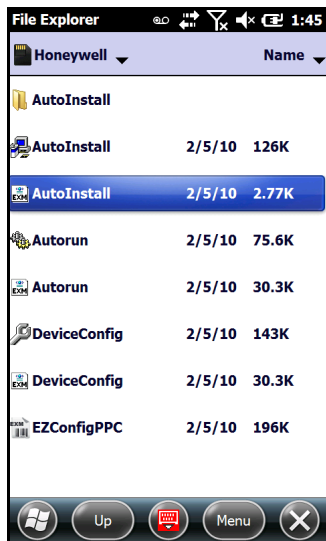 File Explorer 1:45
Honeywell Name
AutoInstall
AutoInstall 2/5/10 126K
EXM AutoInstall 2/5/10 2.77K
Autorun 2/5/10 75.6K
EXM Autorun 2/5/10 30.3K
DeviceConfig 2/5/10 143K
EXM DeviceConfig 2/5/10 30.3K
EXM EZConfigPPC 2/5/10 196K
Up Menu